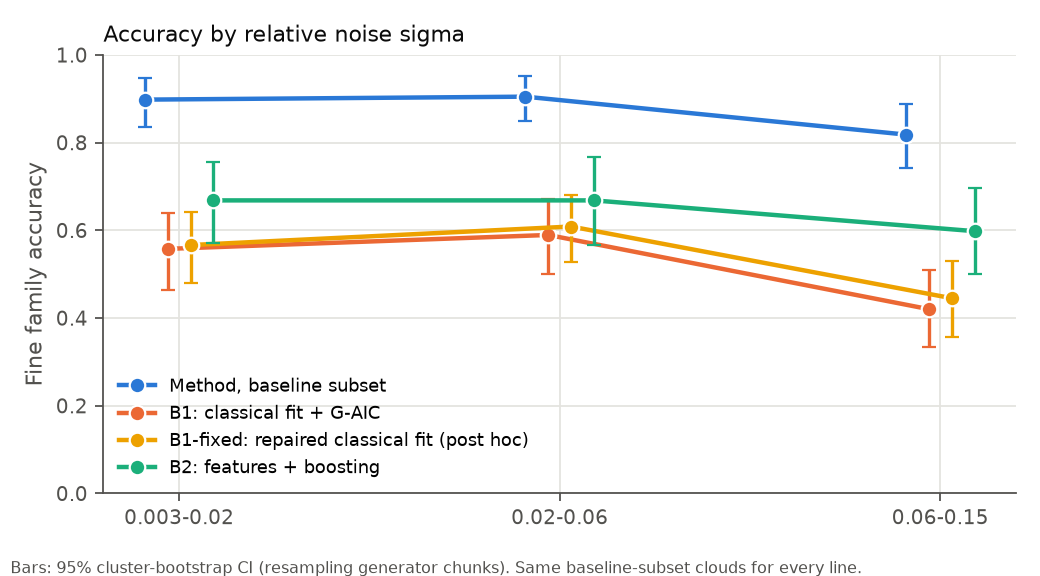 Accuracy by relative noise sigma
Fine family accuracy
1.0
0.8
0.6
0.4
0.2
0.0
Method, baseline subset
B1: classical fit + G-AIC
B1-fixed: repaired classical fit (post hoc)
B2: features + boosting
0.003-0.02
0.02-0.06
0.06-0.15
Bars: 95% cluster-bootstrap CI (resampling generator chunks). Same baseline-subset clouds for every line.